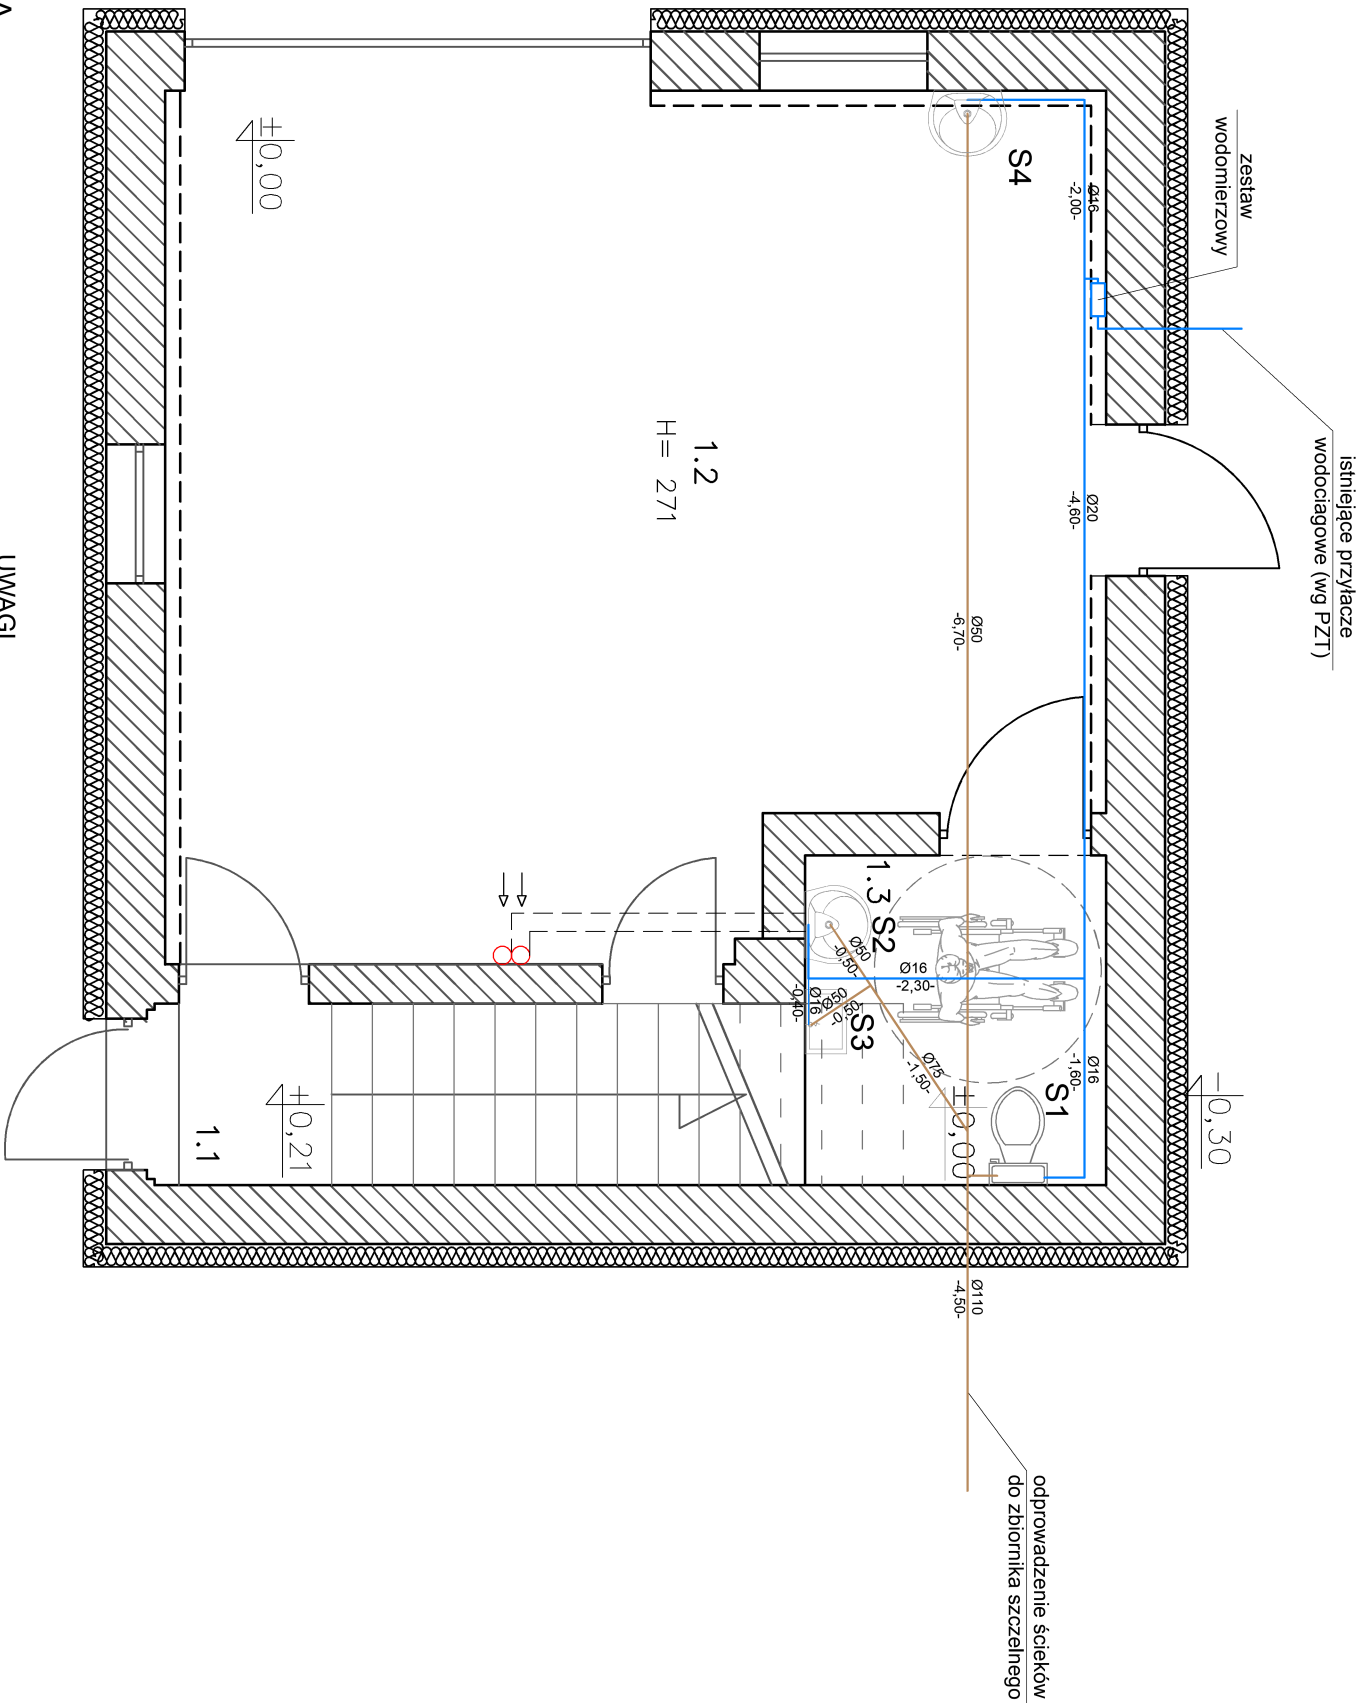 istniejące przyłacze
wodociagowe (wg PZT)
zestaw
wodomierzowy
-0,30
Ø16
-2,00-
Ø20
-4,60-
Ø16
-1,60-
S4
S1
Ø50
-6,70-
Ø110
-4,50-
odprowadzenie ścieków
do zbiornika szczelnego
±0,00
Ø16
-2,30-
Ø75
-1,50-
1.3
S2
S3
Ø50
-0,50-
Ø50
-0,50-
Ø16
-0,40-
1.2
H= 271
±0,00
±0,21
1.1
UWAGI